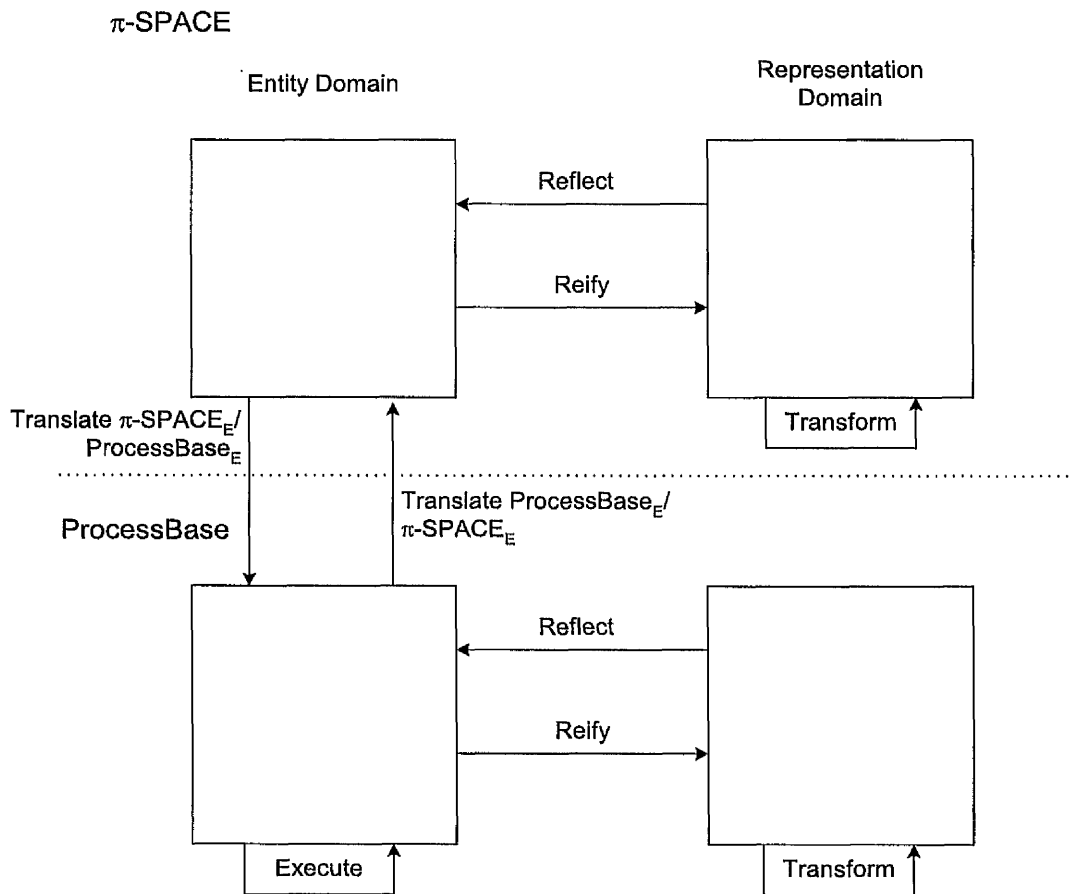 π-SPACE
Entity Domain
Representation
Domain
Reflect
Reify
Translate π-SPACE_E/
ProcessBase_E
Transform
Translate ProcessBase_E/
π-SPACE_E
ProcessBase
Reflect
Reify
Execute
Transform